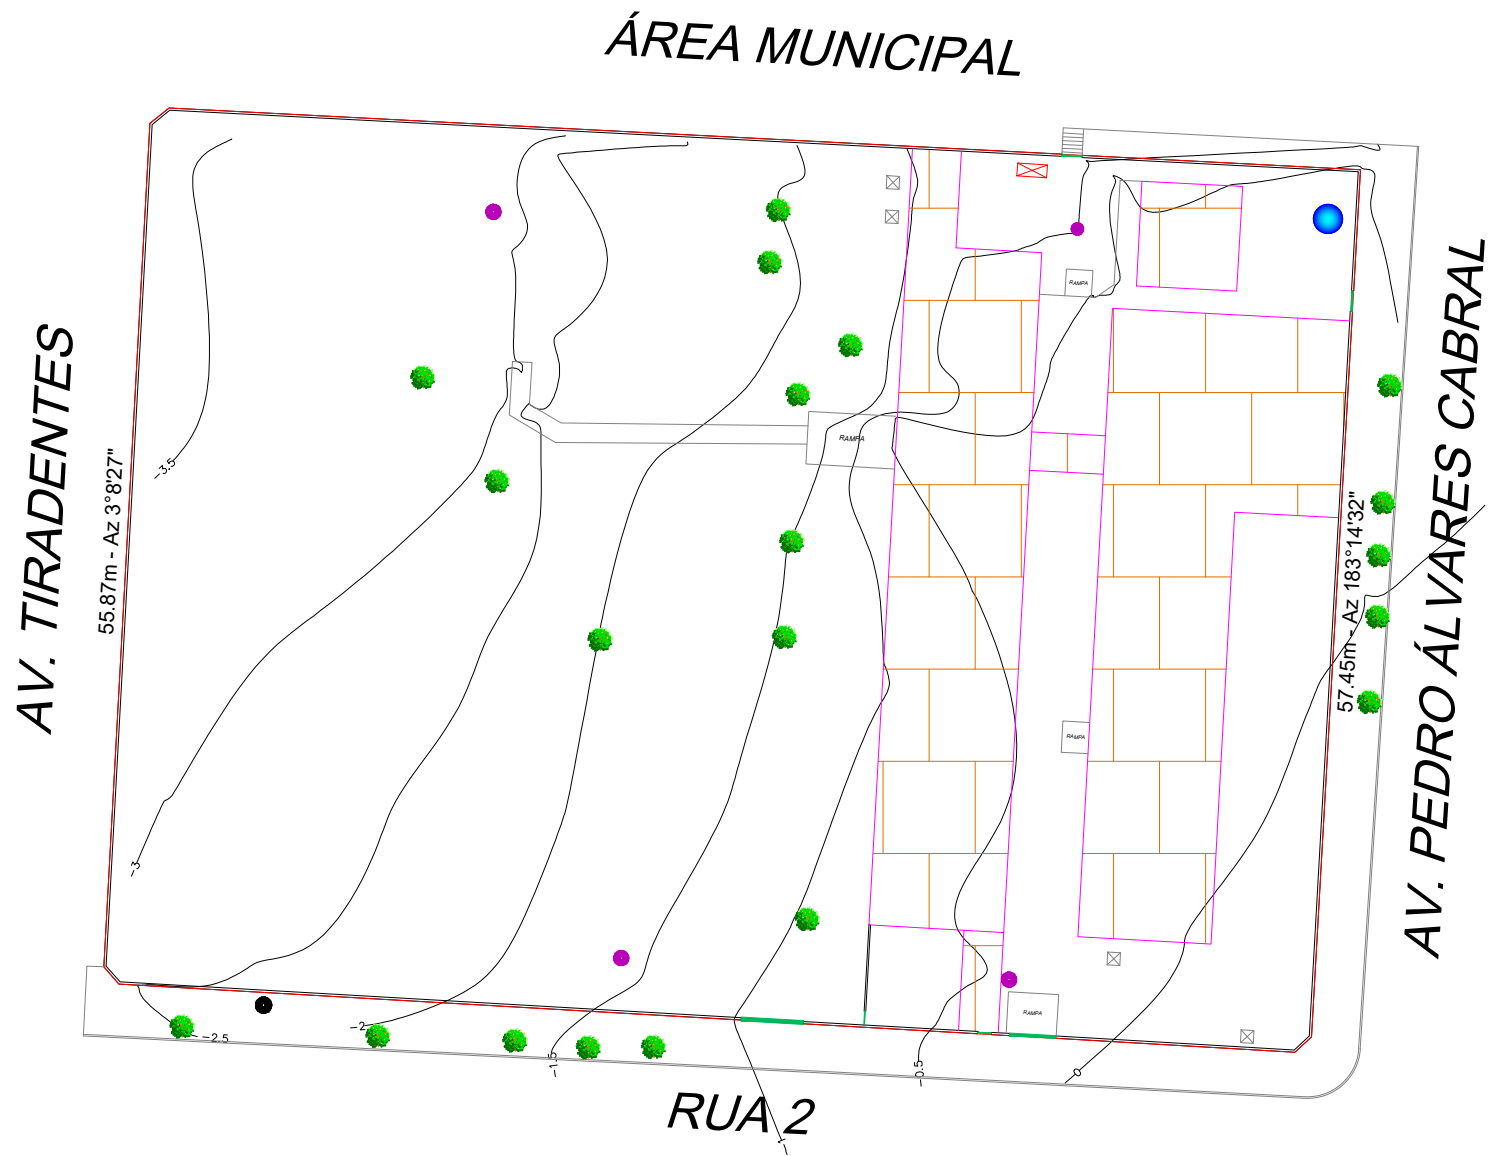 ÁREA MUNICIPAL
RAMPA
AV. TIRADENTES
55.87m - Az 3°8'27"
-3.5
RAMPA
AV. PEDRO ÁLVARES CABRAL
57.45m - Az 183°14'32"
RAMPA
-3
RAMPA
-2.5
-2
-1.5
-0.5
0
RUA 2
-1